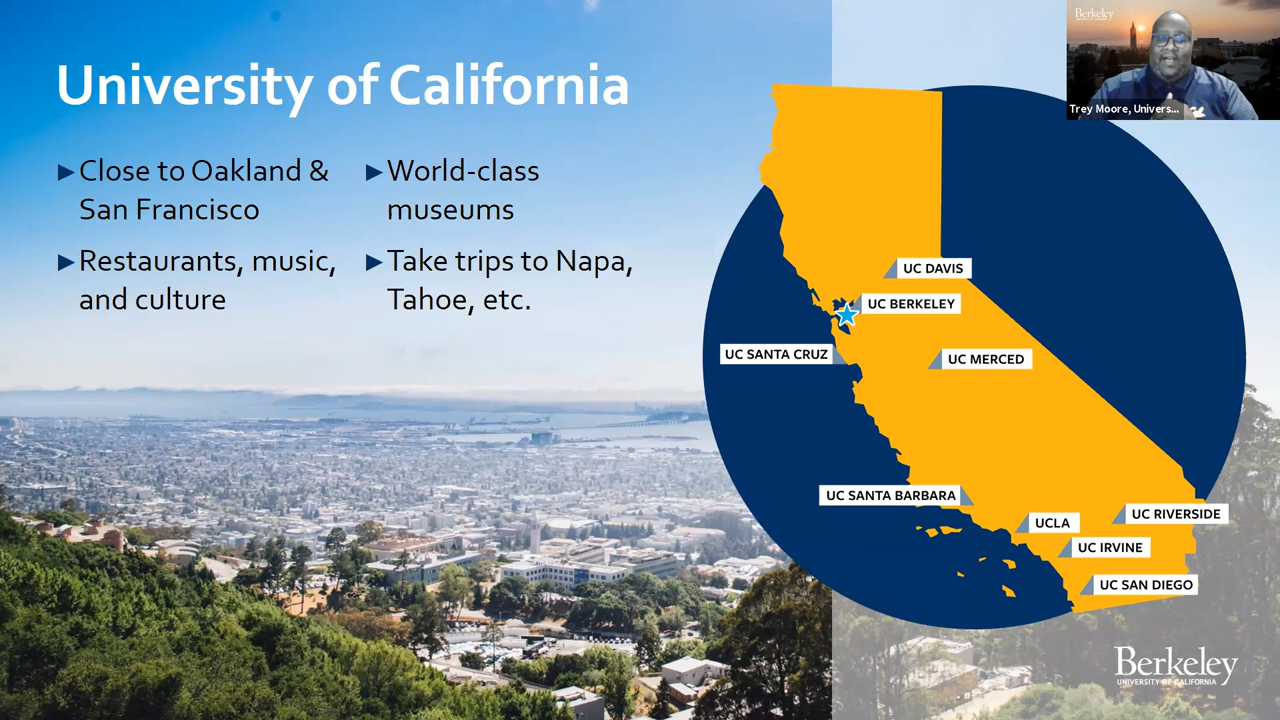 University of California
Close to Oakland &
San Francisco
Restaurants, music,
and culture
World-class
museums
Take trips to Napa,
Tahoe, etc.
UC DAVIS
UC BERKELEY
UC SANTA CRUZ
UC MERCED
UC SANTA BARBARA
UCLA
UC RIVERSIDE
UC IRVINE
UC SAN DIEGO
Berkeley
UNIVERSITY OF CALIFORNIA
Berkeley
Trey Moore, Univers...